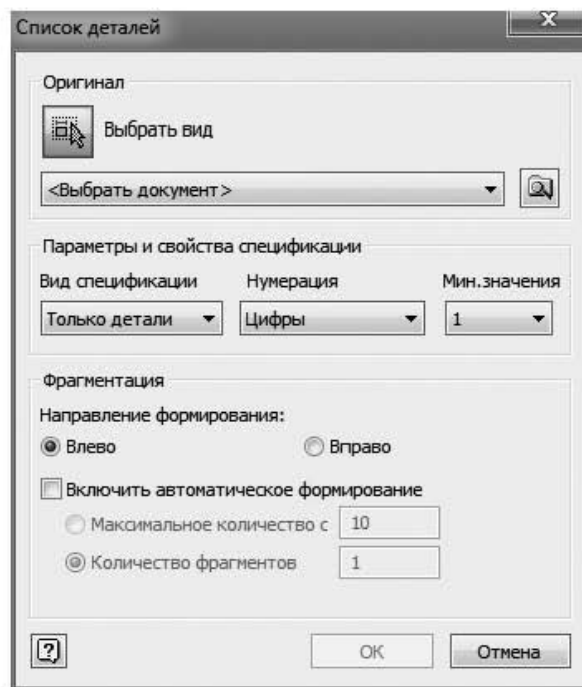 Список деталей
Оригинал
Выбрать вид
<Выбрать документ>
Параметры и свойства спецификации
Вид спецификации Нумерация Мин.значения
Только детали Цифры 1
Фрагментация
Направление формирования:
Влево Вправо
Включить автоматическое формирование
Максимальное количество с 10
Количество фрагментов 1
ОК Отмена